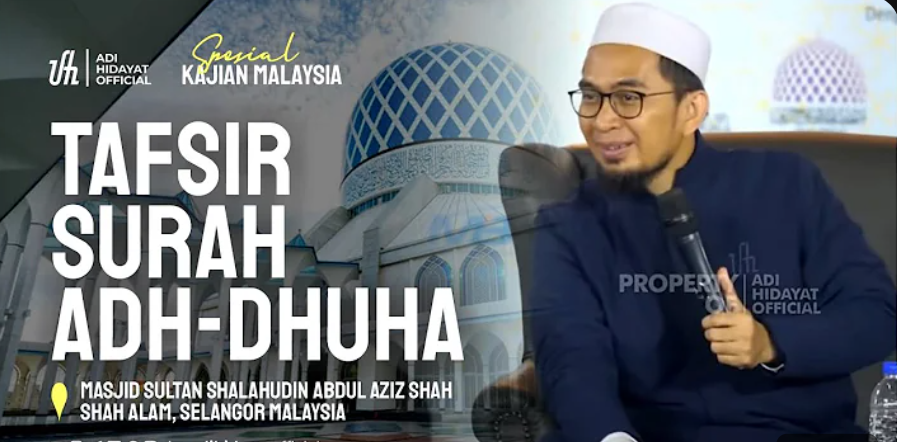 ADI
HIDAYAT
OFFICIAL
Spesial
KAJIAN MALAYSIA
TAFSIR
SURAH
ADH-DHUHA
MASJID SULTAN SHALAHUDIN ABDUL AZIZ SHAH
SHAH ALAM, SELANGOR MALAYSIA
PROPERTY
OF
ADI
HIDAYAT
OFFICIAL